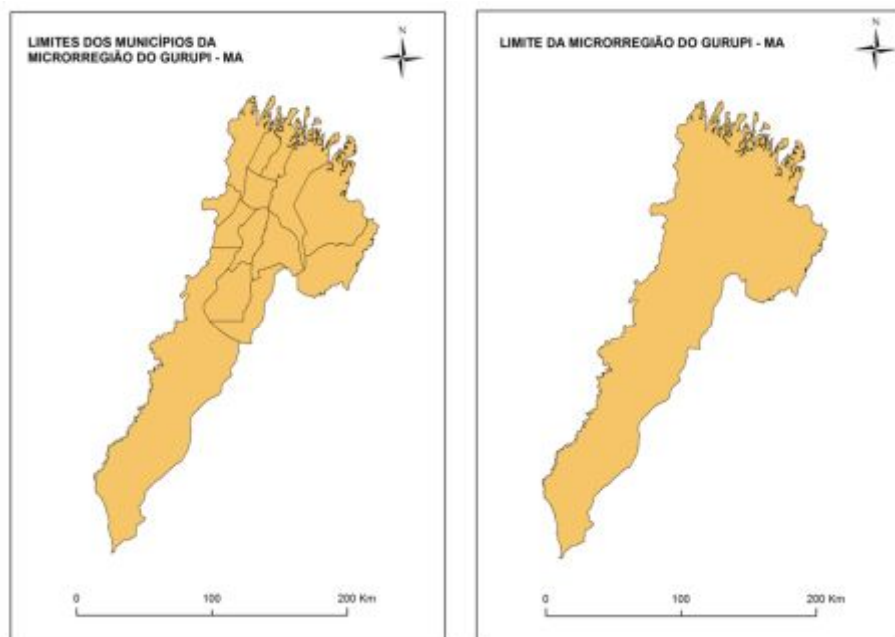 LIMITES DOS MUNICÍPIOS DA
MICRORREGIÃO DO GURUPI - MA
N
0
100
200 Km
LIMITE DA MICRORREGIÃO DO GURUPI - MA
N
0
100
200 Km